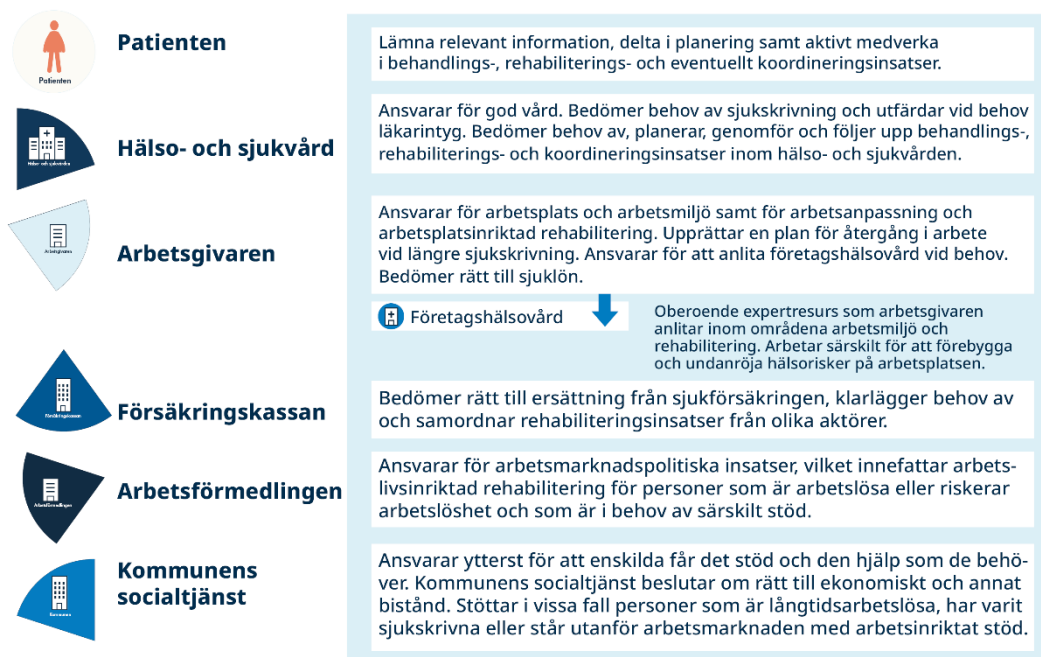 Patienten
Patienten
Lämna relevant information, delta i planering samt aktivt medverka
i behandlings-, rehabiliterings- och eventuellt koordineringsinsatser.
Hälso- och sjukvård
Hälso- och sjukvård
Ansvarar för god vård. Bedömer behov av sjukskrivning och utfärdar vid behov
läkarintyg. Bedömer behov av, planerar, genomför och följer upp behandlings-,
rehabiliterings- och koordineringsinsatser inom hälso- och sjukvården.
Arbetsgivaren
Arbetsgivaren
Ansvarar för arbetsplats och arbetsmiljö samt för arbetsanpassning och
arbetsplatsinriktad rehabilitering. Upprättar en plan för återgång i arbete
vid längre sjukskrivning. Ansvarar för att anlita företagshälsovård vid behov.
Bedömer rätt till sjuklön.
Företagshälsovård
Oberoende expertresurs som arbetsgivaren
anlitar inom områdena arbetsmiljö och
rehabilitering. Arbetar särskilt för att förebygga
och undanröja hälsorisker på arbetsplatsen.
Försäkringskassan
Försäkringskassan
Bedömer rätt till ersättning från sjukförsäkringen, klarlägger behov av
och samordnar rehabiliteringsinsatser från olika aktörer.
Arbetsförmedlingen
Arbetsförmedlingen
Ansvarar för arbetsmarknadspolitiska insatser, vilket innefattar arbets-
livsinriktad rehabilitering för personer som är arbetslösa eller riskerar
arbetslöshet och som är i behov av särskilt stöd.
Kommunen
Kommunens
socialtjänst
Ansvarar ytterst för att enskilda får det stöd och den hjälp som de behö-
ver. Kommunens socialtjänst beslutar om rätt till ekonomiskt och annat
bistånd. Stöttar i vissa fall personer som är långtidsarbetslösa, har varit
sjukskrivna eller står utanför arbetsmarknaden med arbetsinriktat stöd.